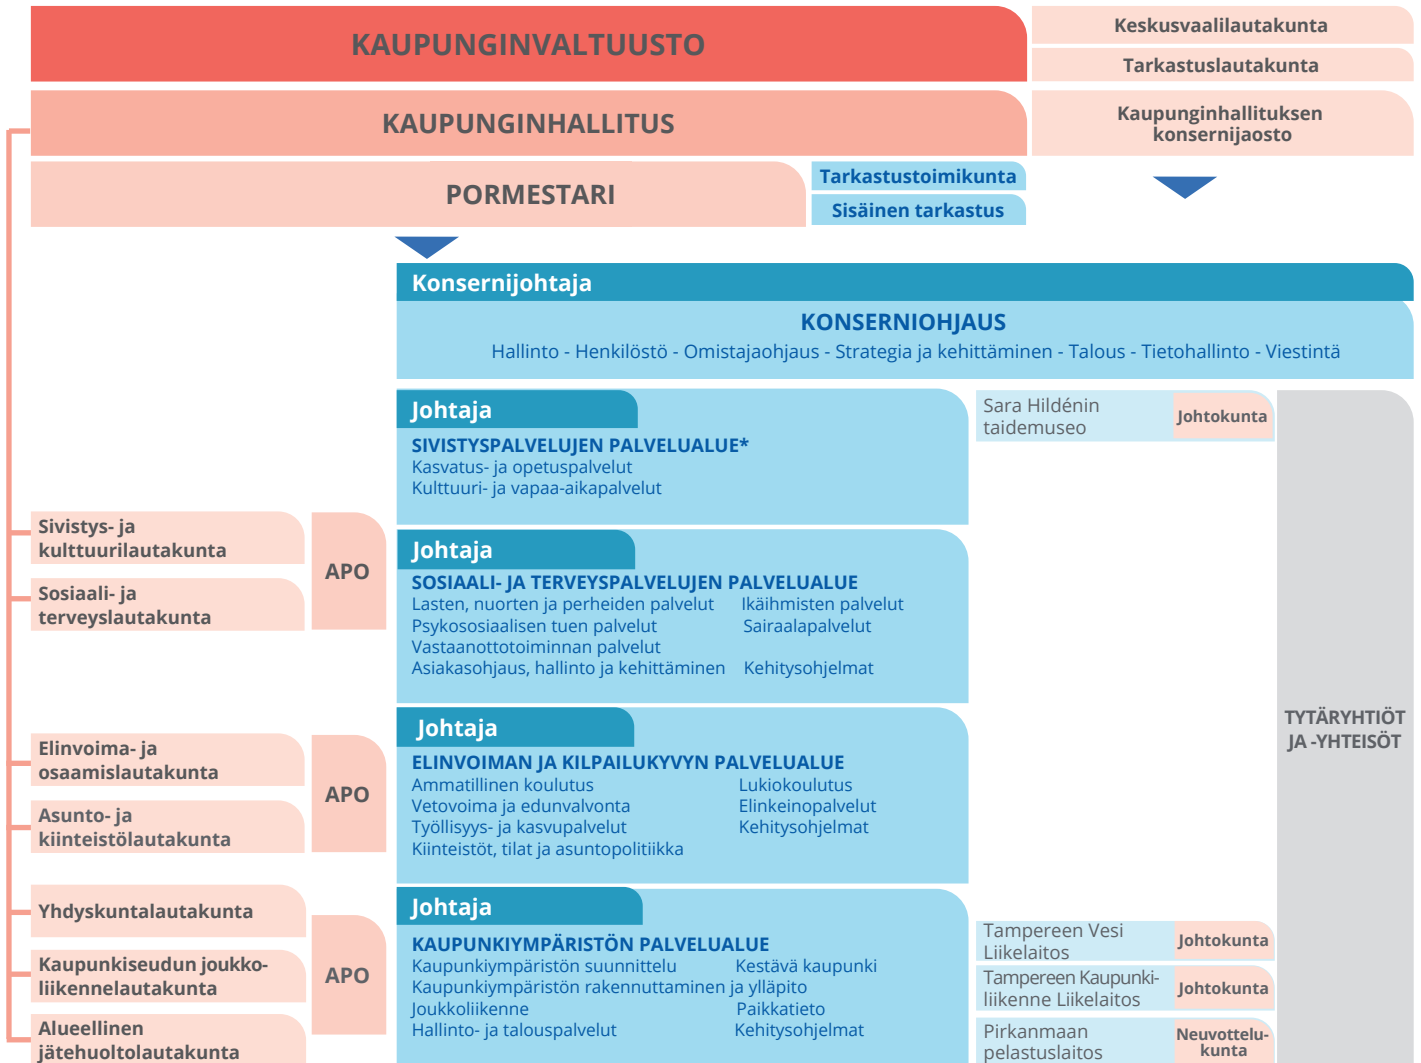 KAUPUNGINVALTUUSTO
Keskusvaalilautakunta
Tarkastuslautakunta
KAUPUNGINHALLITUS
Kaupunginhallituksen
konsernijaosto
PORMESTARI
Tarkastustoimikunta
Sisäinen tarkastus
Konsernijohtaja
KONSERNIOHJAUS
Hallinto - Henkilöstö - Omistajaohjaus - Strategia ja kehittäminen - Talous - Tietohallinto - Viestintä
Johtaja
SIVISTYSPALVELUJEN PALVELUALUE*
Kasvatus- ja opetuspalvelut
Kulttuuri- ja vapaa-aikapalvelut
Sara Hildénin
taidemuseo
Johtokunta
Sivistys- ja
kulttuurilautakunta
Sosiaali- ja
terveyslautakunta
APO
Johtaja
SOSIAALI- JA TERVEYSPALVELUJEN PALVELUALUE
Lasten, nuorten ja perheiden palvelut Ikäihmisten palvelut
Psykososiaalisen tuen palvelut Sairaalapalvelut
Vastaanottotoiminnan palvelut
Asiakasohjaus, hallinto ja kehittäminen Kehitysohjelmat
TYTÄRYHTIÖT
JA -YHTEISÖT
Elinvoima- ja
osaamislautakunta
Asunto- ja
kiinteistölautakunta
APO
Johtaja
ELINVOIMAN JA KILPAILUKYVYN PALVELUALUE
Ammatillinen koulutus Lukiokoulutus
Vetovoima ja edunvalvonta Elinkeinopalvelut
Työllisyys- ja kasvupalvelut Kehitysohjelmat
Kiinteistöt, tilat ja asuntopolitiikka
Yhdyskuntalautakunta
Kaupunkiseudun joukko-
liikennelautakunta
Alueellinen
jätehuoltolautakunta
APO
Johtaja
KAUPUNKIYMPÄRISTÖN PALVELUALUE
Kaupunkiympäristön suunnittelu Kestävä kaupunki
Kaupunkiympäristön rakennuttaminen ja ylläpito
Joukkoliikenne Paikkatieto
Hallinto- ja talouspalvelut Kehitysohjelmat
Tampereen Vesi
Liikelaitos
Johtokunta
Tampereen Kaupunki-
liikenne Liikelaitos
Johtokunta
Pirkanmaan
pelastuslaitos
Neuvottelu-
kunta